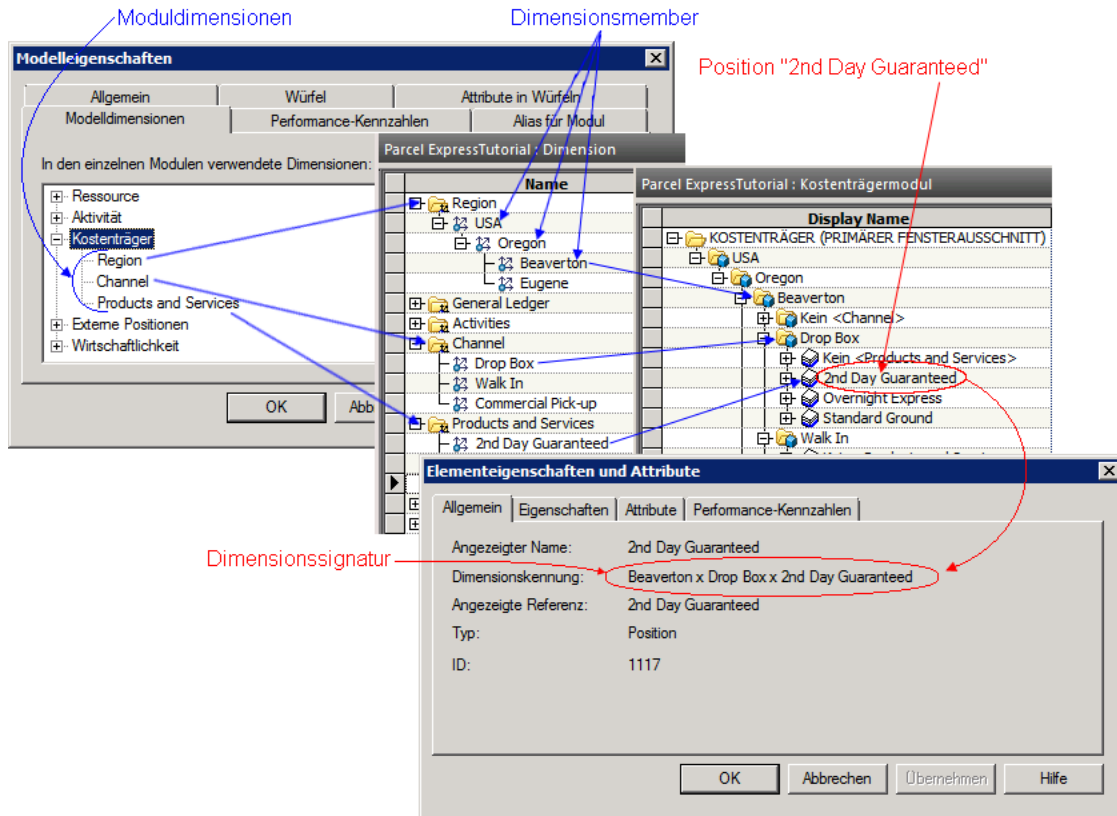 Moduldimensionen
Dimensionsmember
Position "2nd Day Guaranteed"
Modelleigenschaften
Allgemein
Würfel
Attribute in Würfeln
Modelldimensionen
Performance-Kennzahlen
Alias für Modul
In den einzelnen Modulen verwendete Dimensionen:
Ressource
Aktivität
Kostenträger
Region
Channel
Products and Services
Externe Positionen
Wirtschaftlichkeit
OK
Abb
Parcel ExpressTutorial : Dimension
Name
Region
USA
Oregon
Beaverton
Eugene
General Ledger
Activities
Channel
Drop Box
Walk In
Commercial Pick-up
Products and Services
2nd Day Guaranteed
Parcel ExpressTutorial : Kostenträgermodul
Display Name
KOSTENTRÄGER (PRIMÄRER FENSTERAUSSCHNITT)
USA
Oregon
Beaverton
Kein <Channel>
Drop Box
Kein <Products and Services>
2nd Day Guaranteed
Overnight Express
Standard Ground
Walk In
Elementeigenschaften und Attribute
Allgemein
Eigenschaften
Attribute
Performance-Kennzahlen
Angezeigter Name: 2nd Day Guaranteed
Dimensionssignatur
Dimensionskennung: Beaverton x Drop Box x 2nd Day Guaranteed
Angezeigte Referenz: 2nd Day Guaranteed
Typ: Position
ID: 1117
OK
Abbrechen
Übernehmen
Hilfe